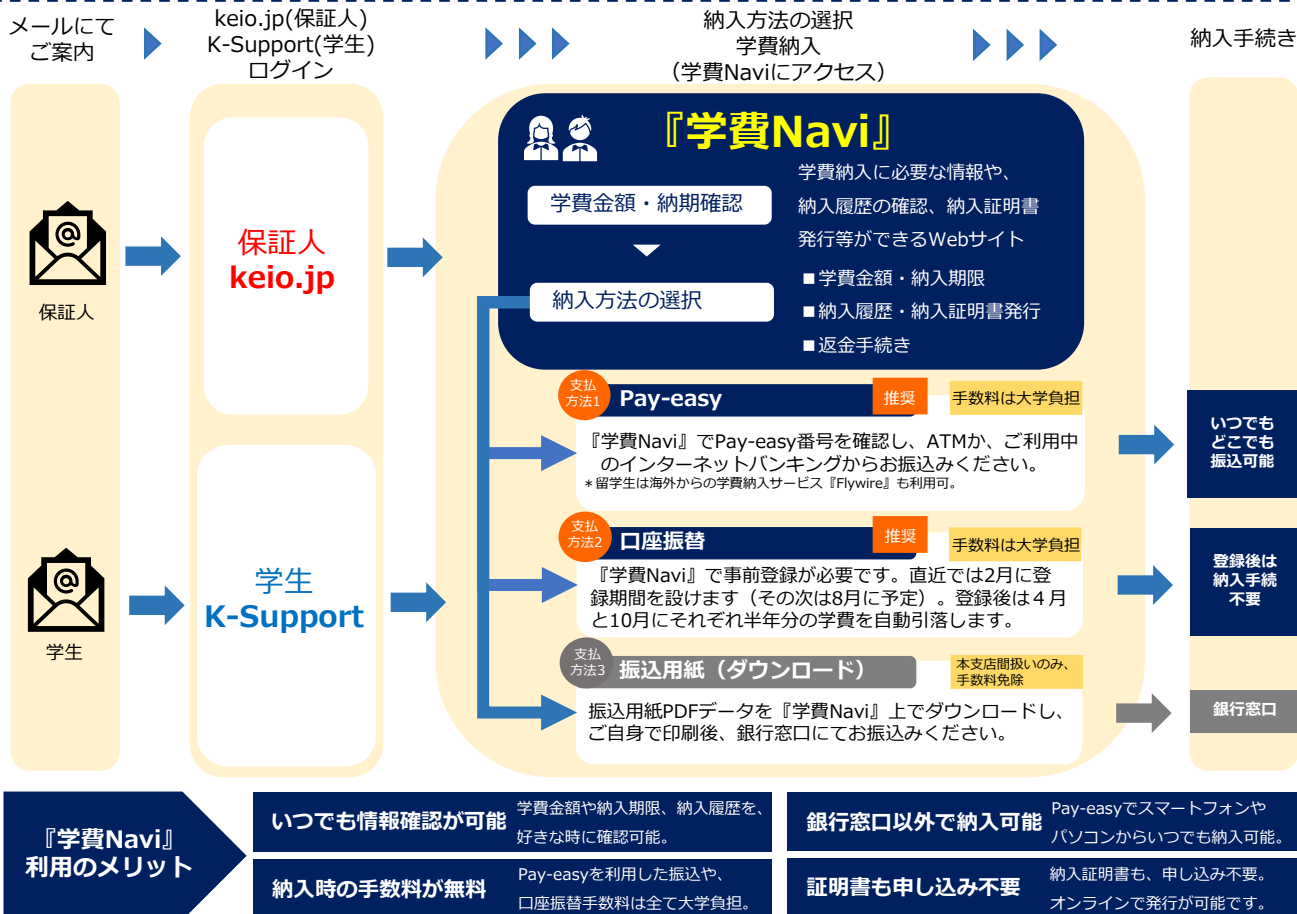 メールにて
ご案内
keio.jp(保証人)
K-Support(学生)
ログイン
納入方法の選択
学費納入
(学費Naviにアクセス)
納入手続き
@
保証人
保証人
keio.jp
『学費Navi』
学費金額・納期確認
納入方法の選択
学費納入に必要な情報や、
納入履歴の確認、納入証明書
発行等ができるWebサイト
■学費金額・納入期限
■納入履歴・納入証明書発行
■返金手続き
支払
方法1
Pay-easy
推奨
手数料は大学負担
『学費Navi』でPay-easy番号を確認し、ATMか、ご利用中
のインターネットバンキングからお振込みください。
＊留学生は海外からの学費納入サービス『Flywire』も利用可。
いつでも
どこでも
振込可能
@
学生
学生
K-Support
支払
方法2
口座振替
推奨
手数料は大学負担
『学費Navi』で事前登録が必要です。直近では2月に登
録期間を設けます（その次は8月に予定）。登録後は４月
と10月にそれぞれ半年分の学費を自動引落します。
登録後は
納入手続
不要
支払
方法3
振込用紙（ダウンロード）
本支店間扱いのみ、
手数料免除
振込用紙PDFデータを『学費Navi』上でダウンロードし、
ご自身で印刷後、銀行窓口にてお振込みください。
銀行窓口
『学費Navi』
利用のメリット
いつでも情報確認が可能
学費金額や納入期限、納入履歴を、
好きな時に確認可能。
銀行窓口以外で納入可能
Pay-easyでスマートフォンや
パソコンからいつでも納入可能。
納入時の手数料が無料
Pay-easyを利用した振込や、
口座振替手数料は全て大学負担。
証明書も申し込み不要
納入証明書も、申し込み不要。
オンラインで発行が可能です。